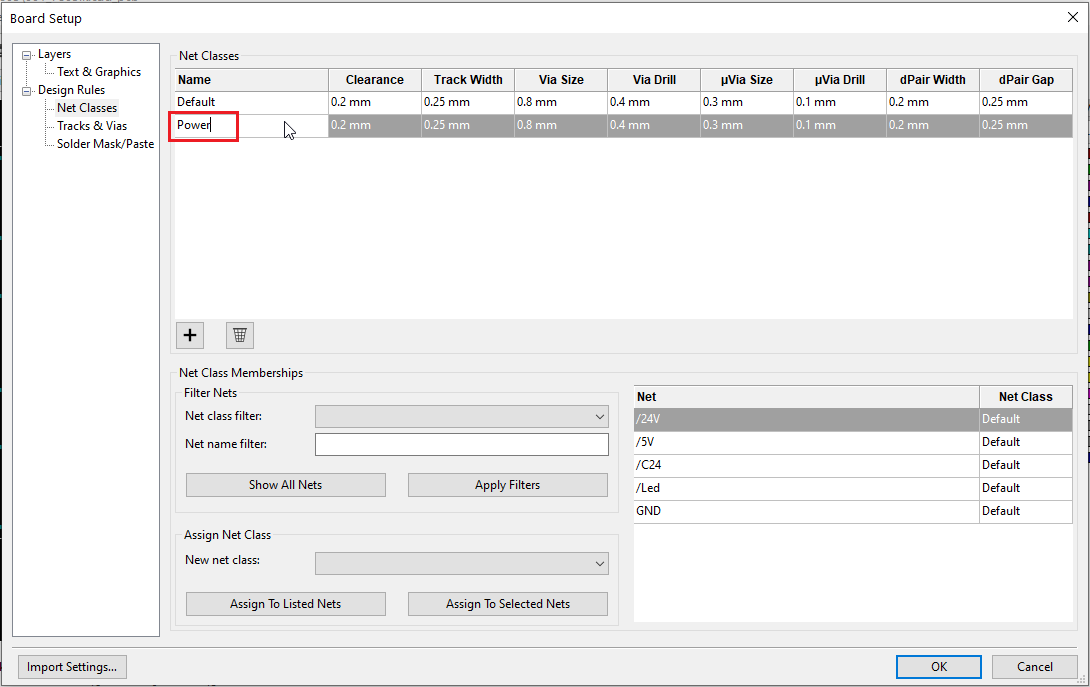 Board Setup
Layers
Text & Graphics
Design Rules
Net Classes
Tracks & Vias
Solder Mask/Paste
Net Classes
Name Clearance Track Width Via Size Via Drill µVia Size µVia Drill dPair Width dPair Gap
Default 0.2 mm 0.25 mm 0.8 mm 0.4 mm 0.3 mm 0.1 mm 0.2 mm 0.25 mm
Power 0.2 mm 0.25 mm 0.8 mm 0.4 mm 0.3 mm 0.1 mm 0.2 mm 0.25 mm
Net Class Memberships
Filter Nets
Net class filter:
Net name filter:
Show All Nets Apply Filters
Assign Net Class
New net class:
Assign To Listed Nets Assign To Selected Nets
Net Net Class
/24V Default
/5V Default
/C24 Default
/Led Default
GND Default
Import Settings... OK Cancel